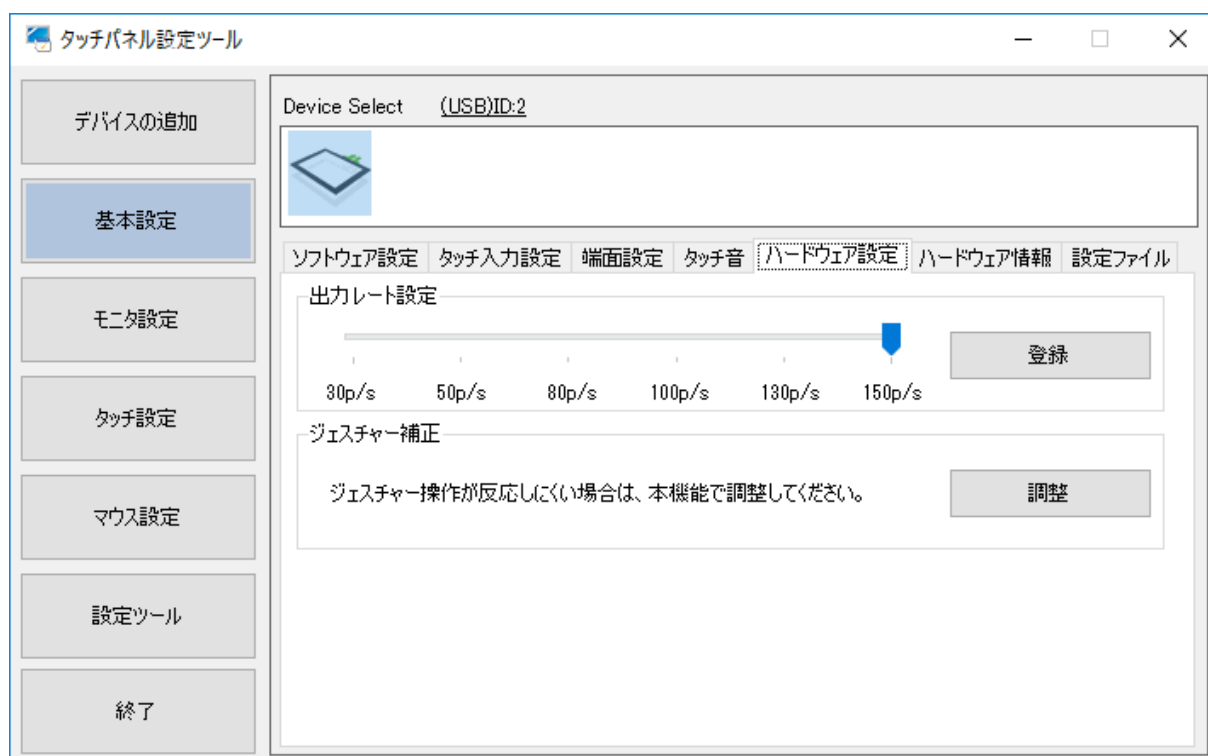 タッチパネル設定ツール
デバイスの追加
基本設定
モニタ設定
タッチ設定
マウス設定
設定ツール
終了
Device Select (USB)ID:2
ソフトウェア設定 タッチ入力設定 端面設定 タッチ音 ハードウェア設定 ハードウェア情報 設定ファイル
出力レート設定
30p/s 50p/s 80p/s 100p/s 130p/s 150p/s
登録
ジェスチャー補正
ジェスチャー操作が反応しにくい場合は、本機能で調整してください。
調整